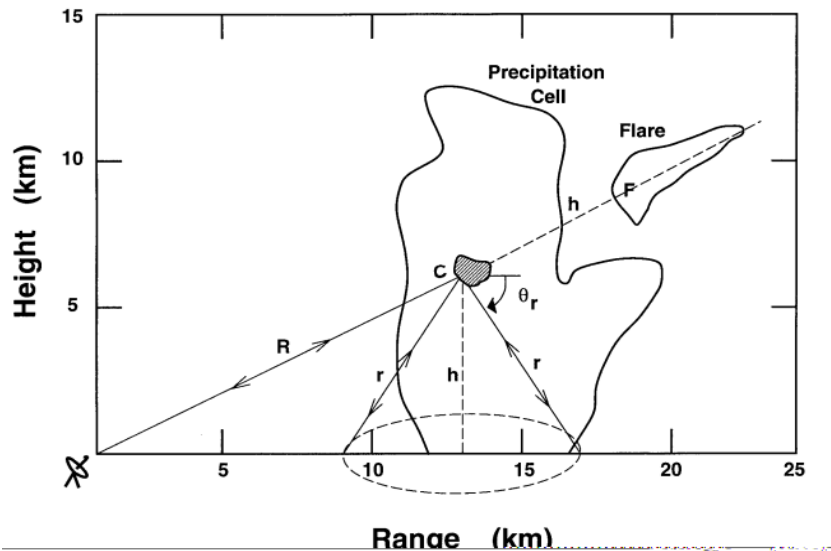 15
Precipitation
Cell
Flare
10
F
h
C
θr
5
R
r
h
r
5
10
15
20
25
Height (km)
Range (km)